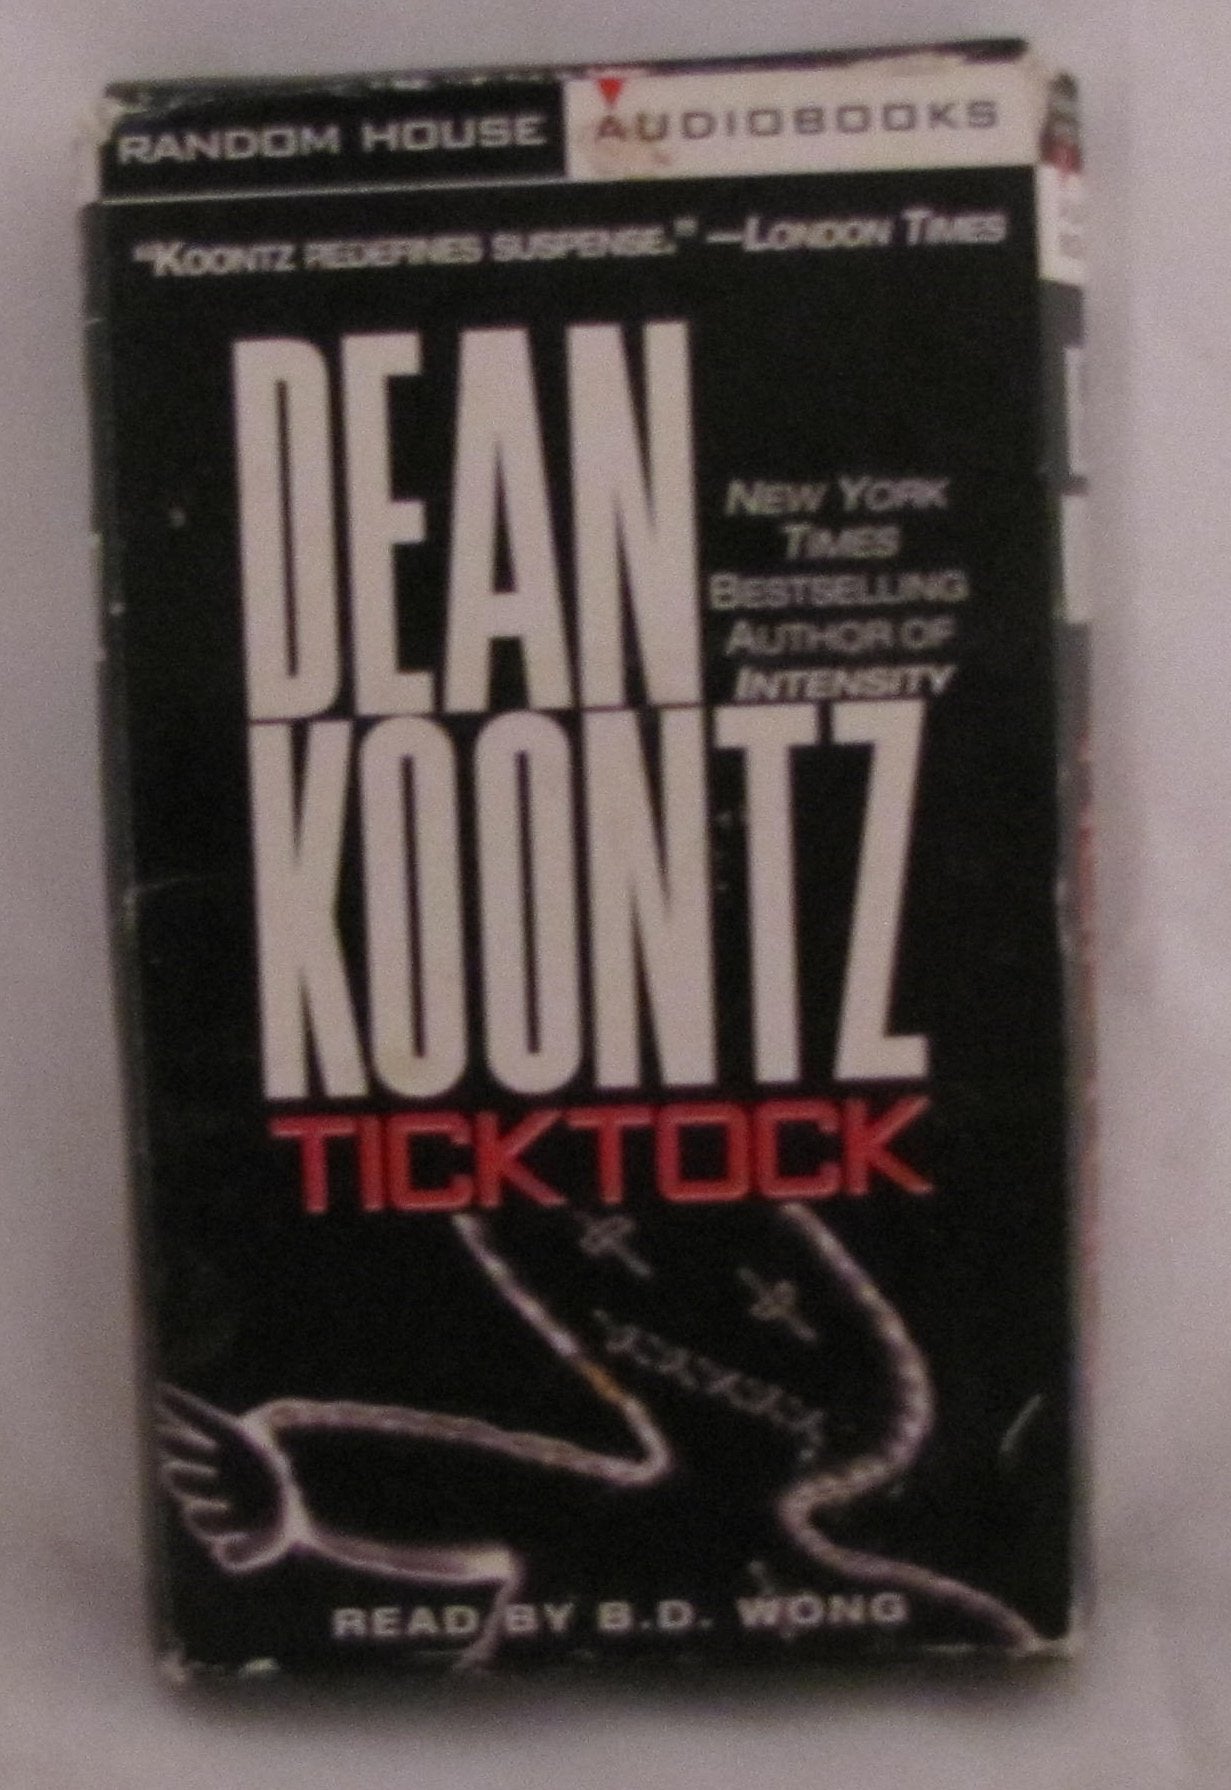 RANDOM HOUSE AUDIOBOOKS
"KOONTZ REDEFINES SUSPENSE." —LONDON TIMES
DEAN
NEW YORK
TIMES
BESTSELLING
AUTHOR OF
INTENSITY
KOONTZ
TICKTOCK
READ BY B.D. WONG